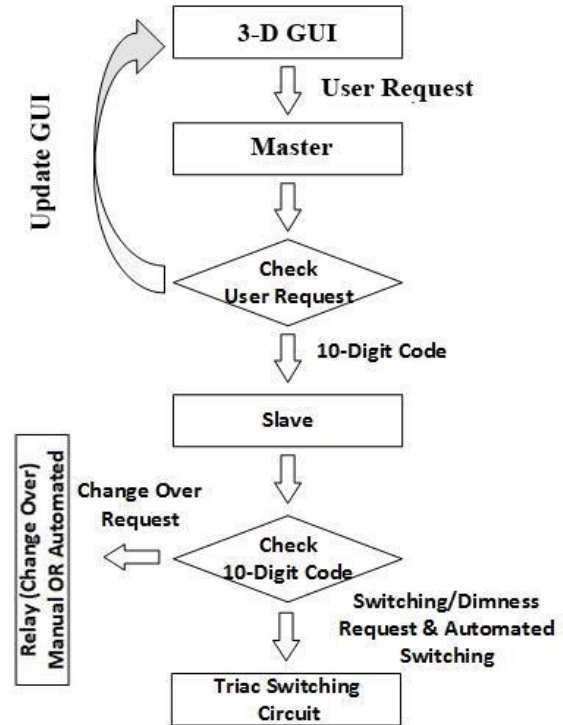 3-D GUI
User Request
Master
Update GUI
Check
User Request
10-Digit Code
Slave
Change Over
Request
Relay (Change Over)
Manual OR Automated
Check
10-Digit Code
Switching/Dimness
Request & Automated
Switching
Triac Switching
Circuit